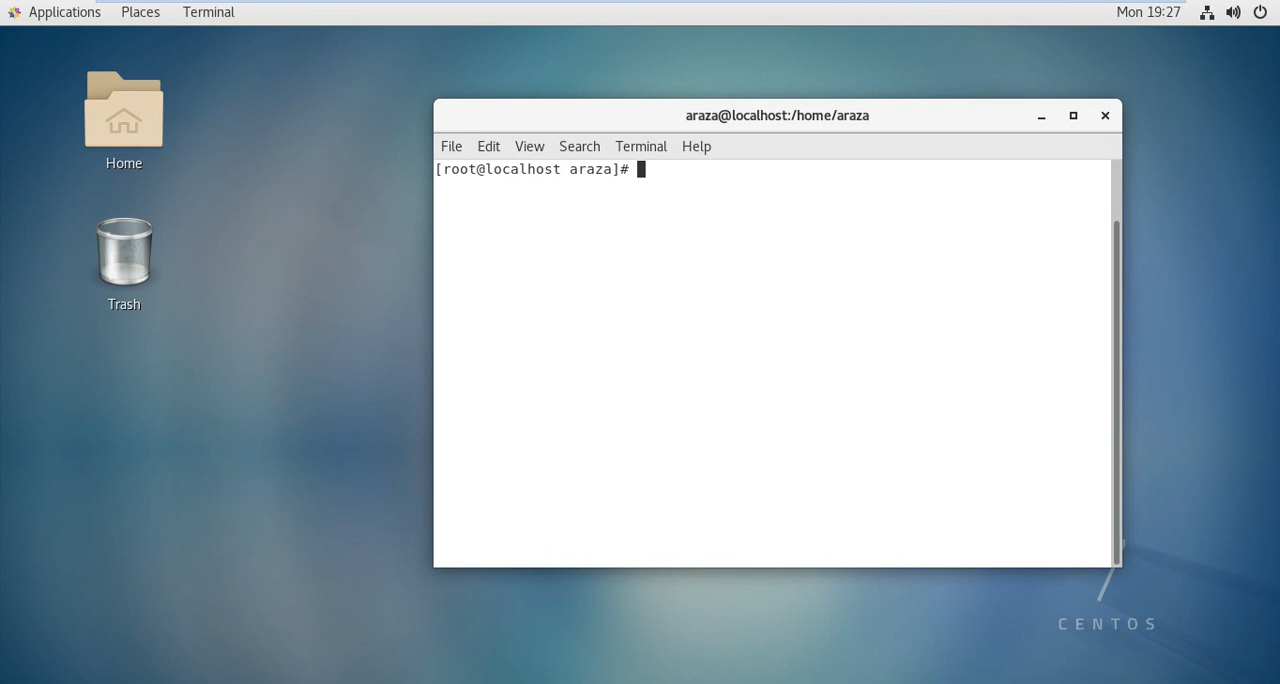 Applications Places Terminal Mon 19:27
Home
Trash
araza@localhost:/home/araza
File Edit View Search Terminal Help
[root@localhost araza]#
7
CENTOS